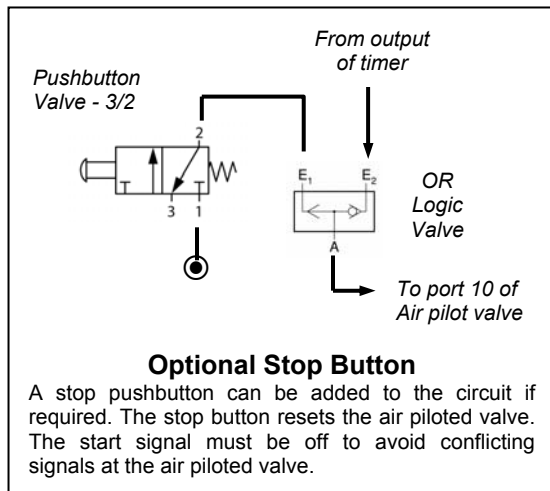 From output
of timer
Pushbutton
Valve - 3/2
2
3 1
E1 E2
OR
Logic
Valve
A
To port 10 of
Air pilot valve
Optional Stop Button
A stop pushbutton can be added to the circuit if
required. The stop button resets the air piloted valve.
The start signal must be off to avoid conflicting
signals at the air piloted valve.